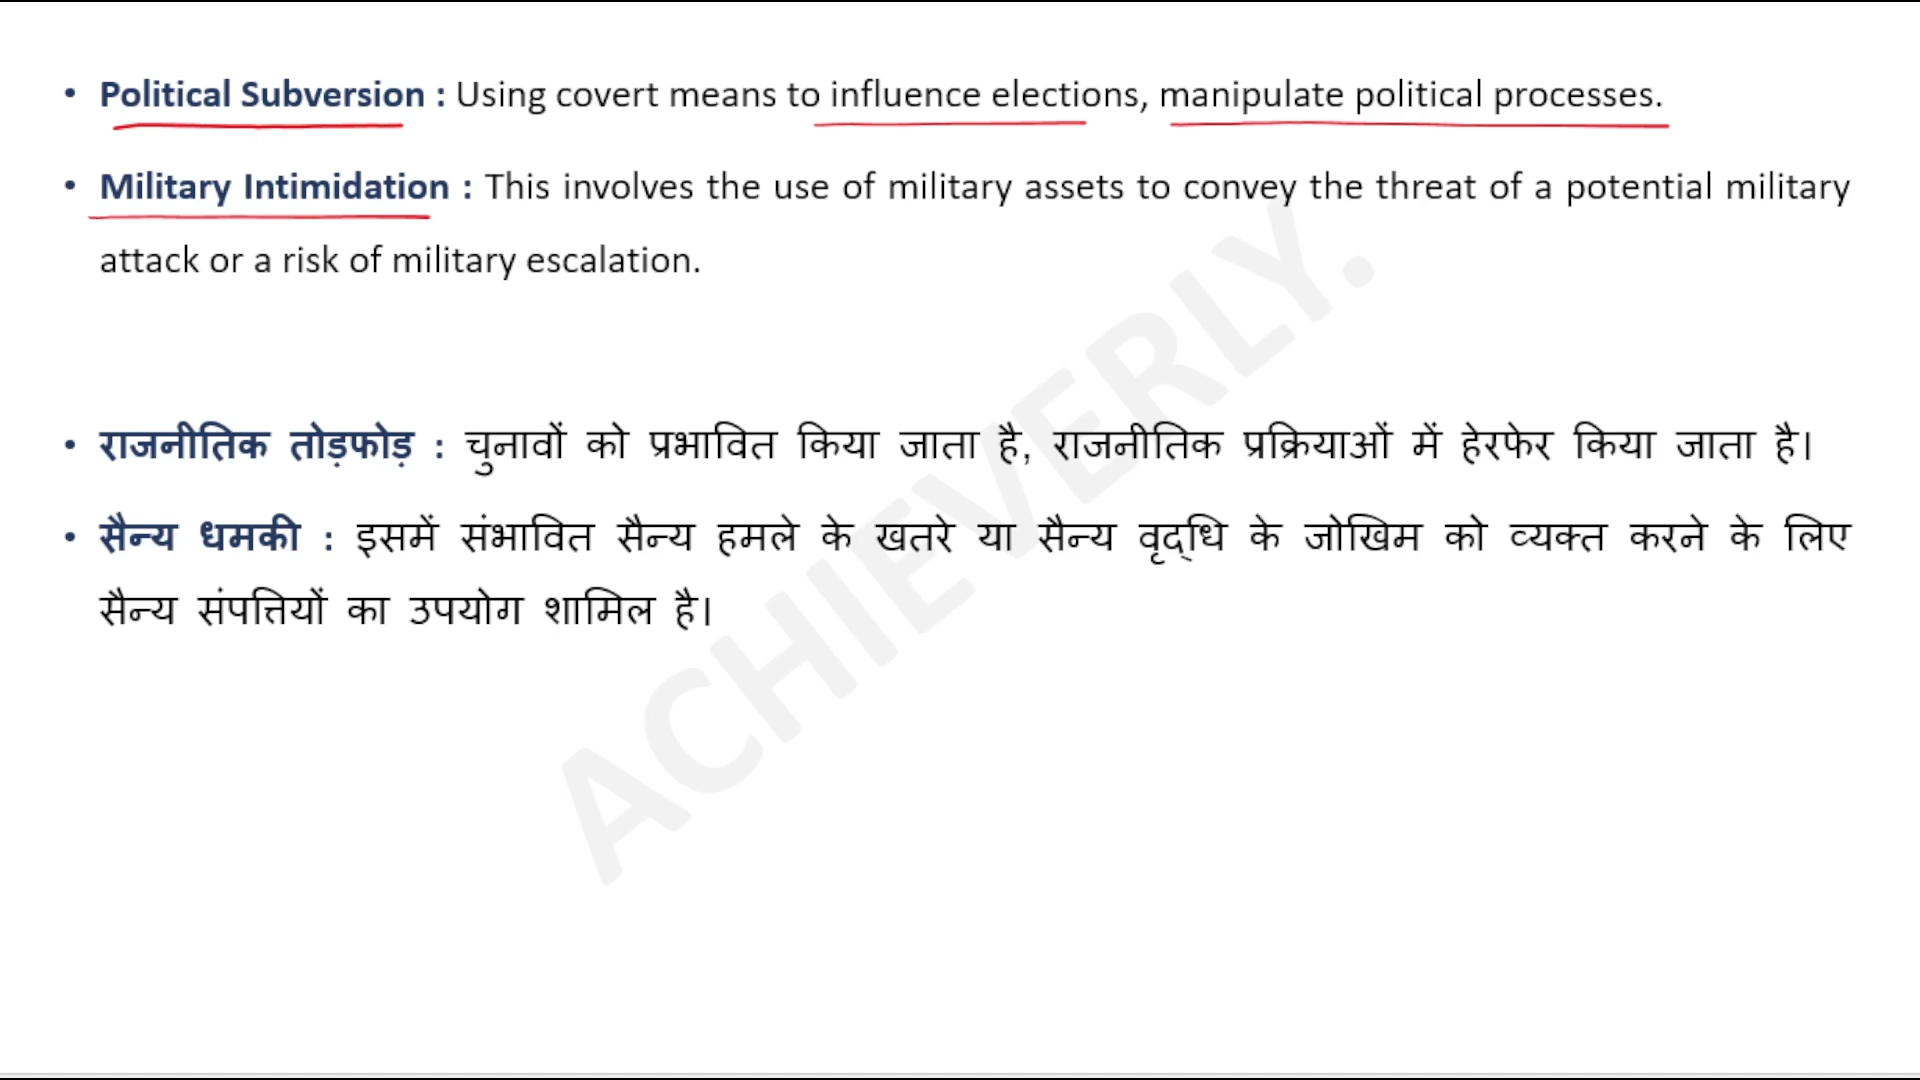 • Political Subversion : Using covert means to influence elections, manipulate political processes.
• Military Intimidation : This involves the use of military assets to convey the threat of a potential military
attack or a risk of military escalation.
• राजनीतिक तोड़फोड़ : चुनावों को प्रभावित किया जाता है, राजनीतिक प्रक्रियाओं में हेरफेर किया जाता है।
• सैन्य धमकी : इसमें संभावित सैन्य हमले के खतरे या सैन्य वृद्धि के जोखिम को व्यक्त करने के लिए
सैन्य संपत्तियों का उपयोग शामिल है।
ACHIEVERLY.